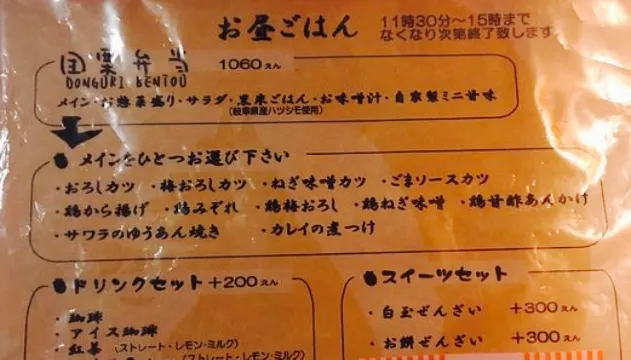 お昼ごはん
11時30分～15時まで
なくなり次第終了致します
団栗弁当 1060えん
DONGURI BENTOU
メイン・お惣菜盛り・サラダ・黒米ごはん・お味噌汁・自家製ミニ甘味
(岐阜県産ハツシモ使用)
メインをひとつお選び下さい
・おろしカツ ・梅おろしカツ ・ねぎ味噌カツ ・ごまソースカツ
・鶏から揚げ ・鶏みぞれ ・鶏梅おろし ・鶏ねぎ味噌 ・鶏甘酢あんかけ
・サワラのゆうあん焼き ・カレイの煮つけ
ドリンクセット +200えん
・珈琲
・アイス珈琲
・紅茶 (ストレート・レモン・ミルク)
(ストレート・レモン・ミルク)
スイーツセット
・白玉ぜんざい +300えん
・お餅ぜんざい +300えん